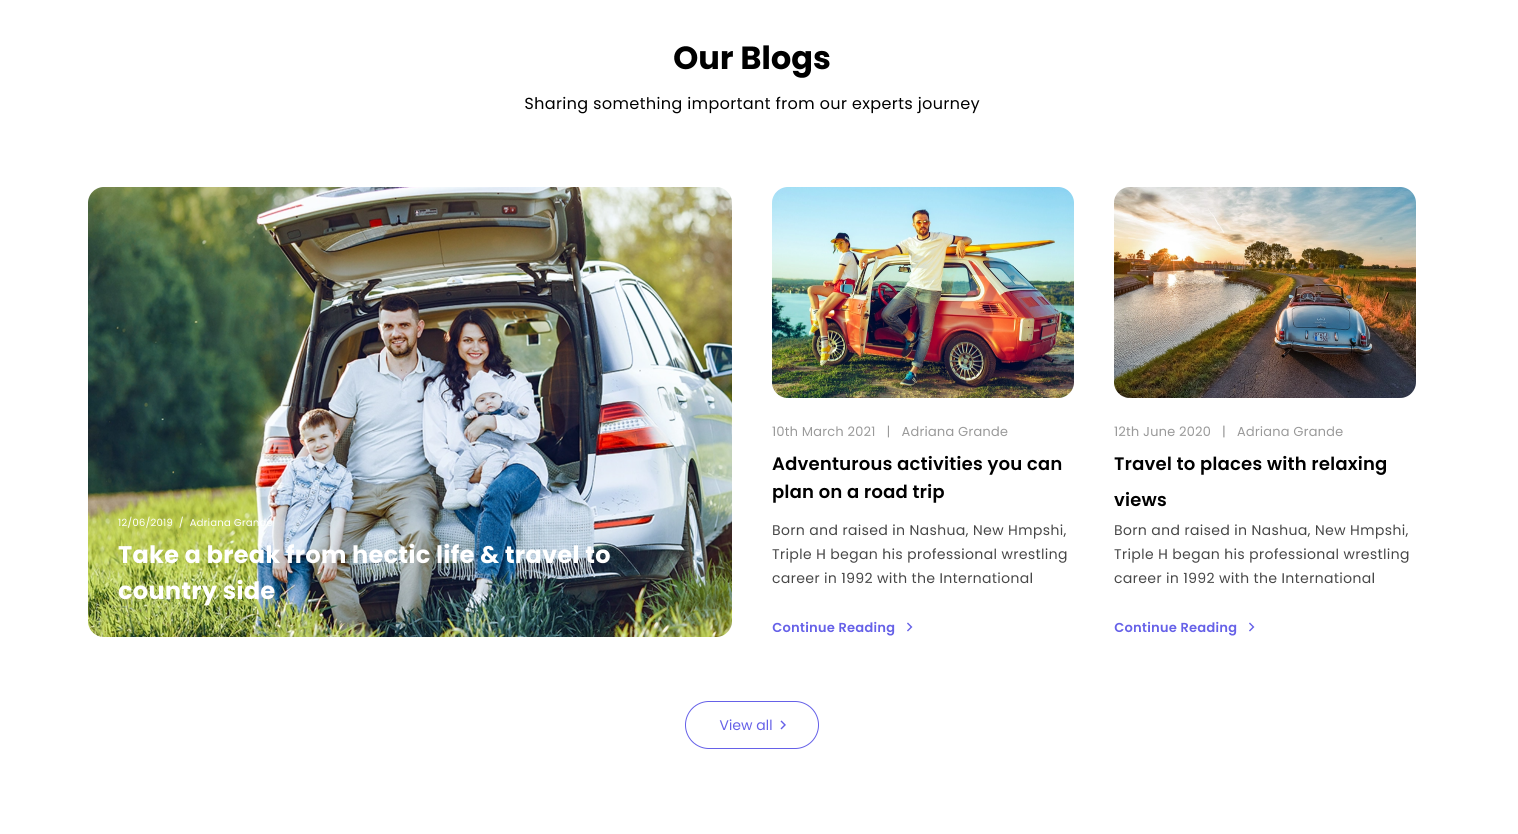 Our Blogs
Sharing something important from our experts journey
12/06/2019 / Adriana Grande
Take a break from hectic life & travel to
country side
10th March 2021 | Adriana Grande
Adventurous activities you can
plan on a road trip
Born and raised in Nashua, New Hmpshi,
Triple H began his professional wrestling
career in 1992 with the International
Continue Reading >
12th June 2020 | Adriana Grande
Travel to places with relaxing
views
Born and raised in Nashua, New Hmpshi,
Triple H began his professional wrestling
career in 1992 with the International
Continue Reading >
View all >